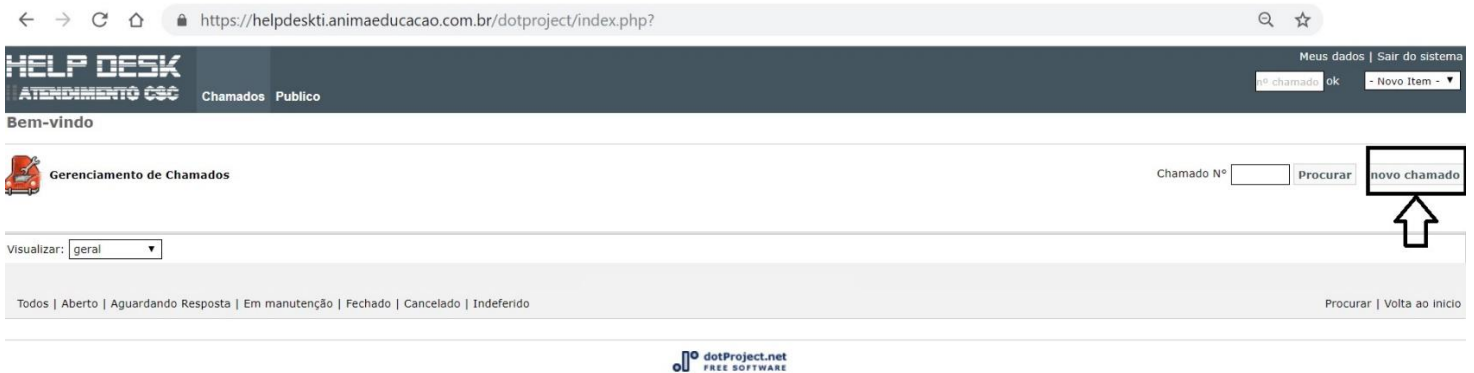 https://helpdeskti.animaeducacao.com.br/dotproject/index.php?
HELP DESK
Meus dados | Sair do sistema
ATENDIMENTO CSC
Chamados Publico
nº chamado ok - Novo Item -
Bem-vindo
Gerenciamento de Chamados
Chamado Nº Procurar novo chamado
Visualizar: geral
Todos | Aberto | Aguardando Resposta | Em manutenção | Fechado | Cancelado | Indeferido
Procurar | Volta ao inicio
dotProject.net
FREE SOFTWARE